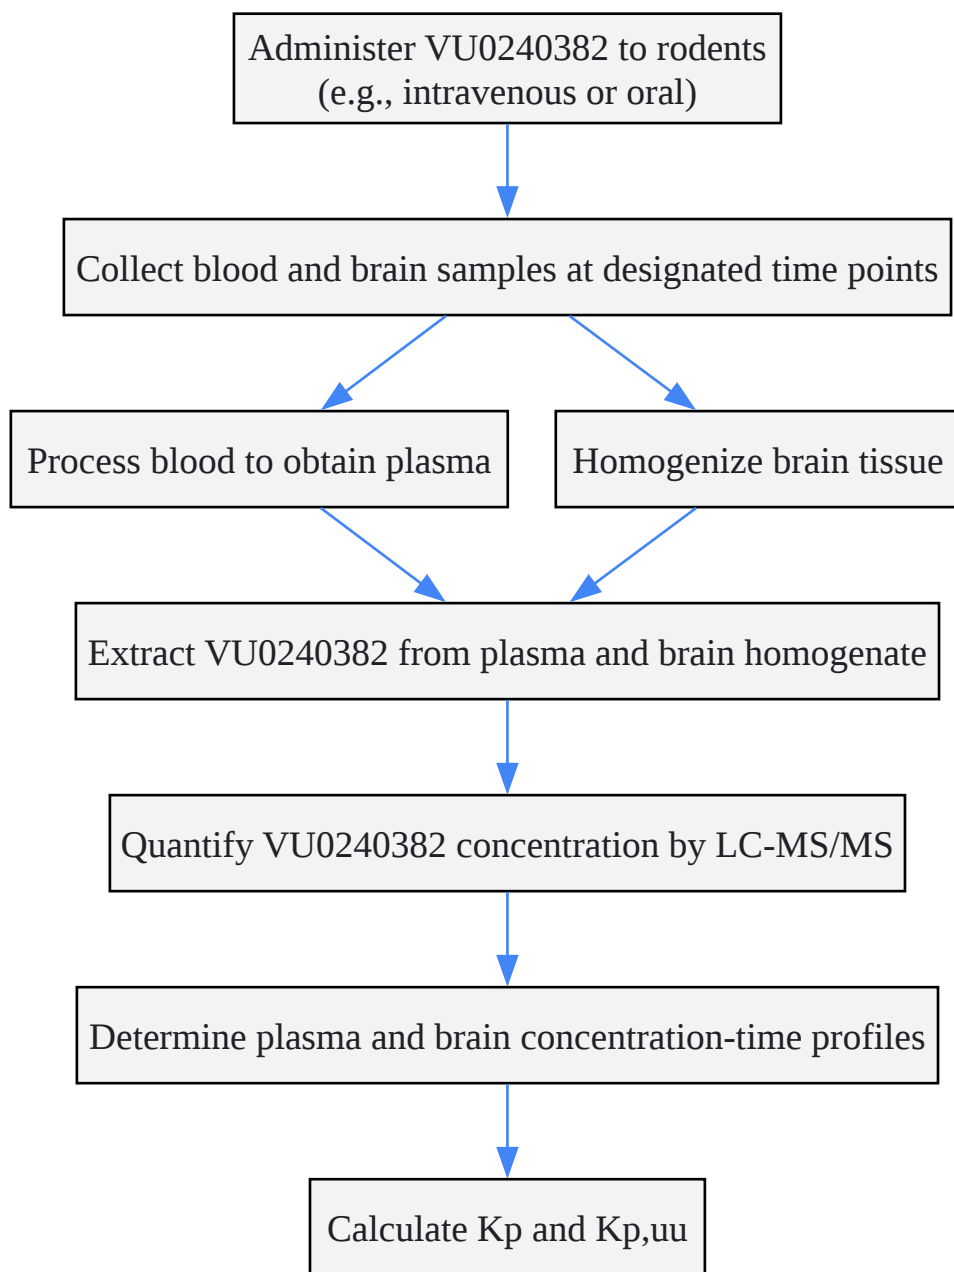 Administer VU0240382 to rodents
(e.g., intravenous or oral)
Collect blood and brain samples at designated time points
Process blood to obtain plasma
Homogenize brain tissue
Extract VU0240382 from plasma and brain homogenate
Quantify VU0240382 concentration by LC-MS/MS
Determine plasma and brain concentration-time profiles
Calculate Kp and Kp,uu